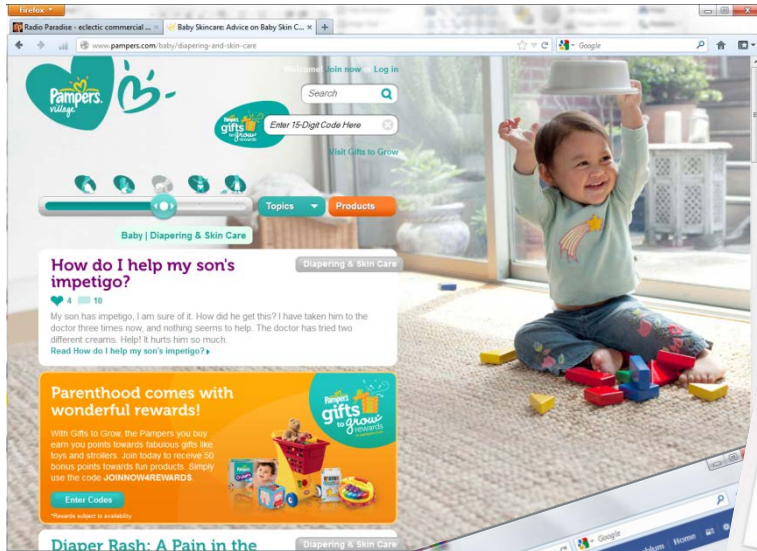 Firefox
Radio Paradise - eclectic commercial ...
Baby Skincare: Advice on Baby Skin C...
www.pampers.com/baby/diapering-and-skin-care
Google
Pampers.
village
Welcome! Join now or Log in
Search
Pampers
gifts
to grow
rewards
Enter 15-Digit Code Here
Visit Gifts to Grow
Topics
Products
Baby | Diapering & Skin Care
How do I help my son's
impetigo?
Diapering & Skin Care
4 10
My son has impetigo, I am sure of it. How did he get this? I have taken him to the
doctor three times now, and nothing seems to help. The doctor has tried two
different creams. Help! It hurts him so much.
Read How do I help my son's impetigo?
Parenthood comes with
wonderful rewards!
Pampers
gifts
to grow
rewards
With Gifts to Grow, the Pampers you buy
earn you points towards fabulous gifts like
toys and strollers. Join today to receive 50
bonus points towards fun products. Simply
use the code JOINNOW4REWARDS.
Enter Codes
*Rewards subject to availability
Diaper Rash: A Pain in the
Diapering & Skin Care
Google
Home